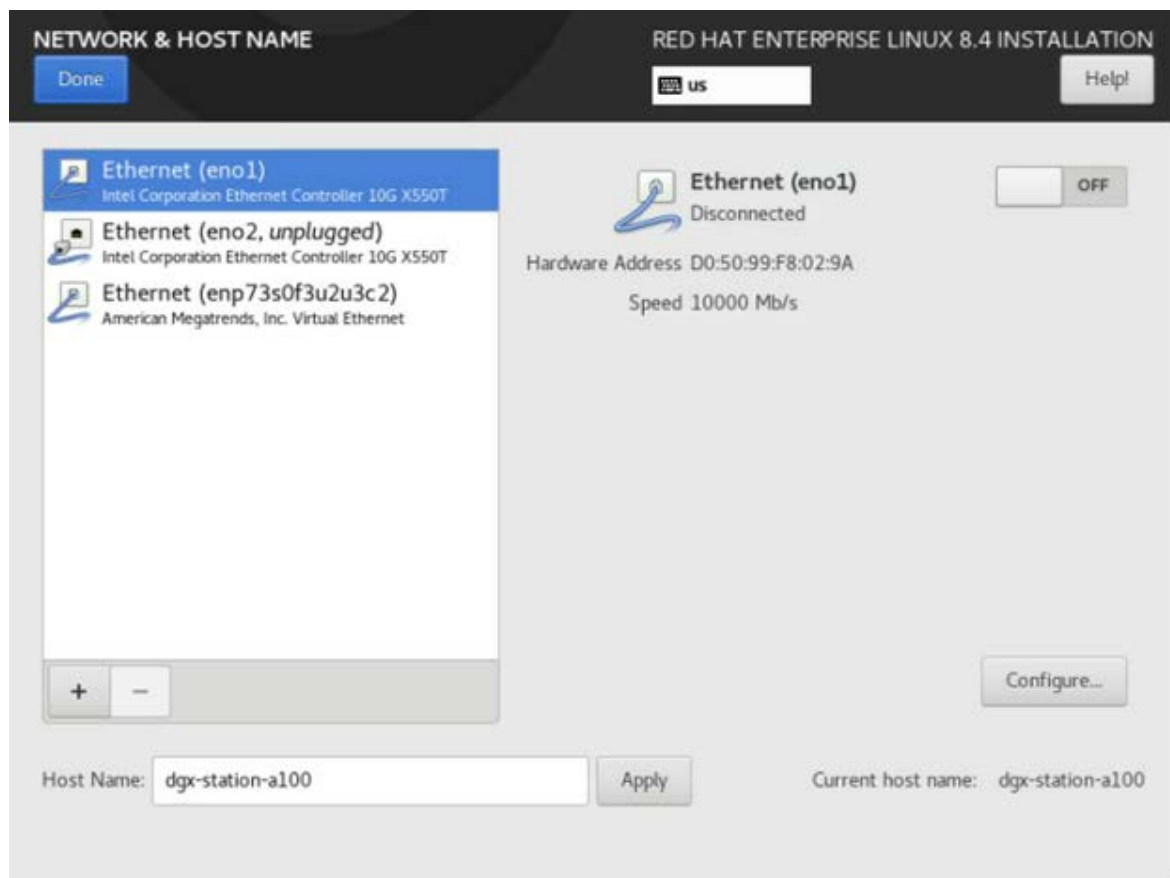 NETWORK & HOST NAME
RED HAT ENTERPRISE LINUX 8.4 INSTALLATION
Done
us
Help!
Ethernet (eno1)
Intel Corporation Ethernet Controller 10G X550T
Ethernet (eno2, unplugged)
Intel Corporation Ethernet Controller 10G X550T
Ethernet (enp73s0f3u2u3c2)
American Megatrends, Inc. Virtual Ethernet
Ethernet (eno1)
Disconnected
OFF
Hardware Address D0:50:99:F8:02:9A
Speed 10000 Mb/s
+ −
Configure...
Host Name: dgx-station-a100
Apply
Current host name: dgx-station-a100